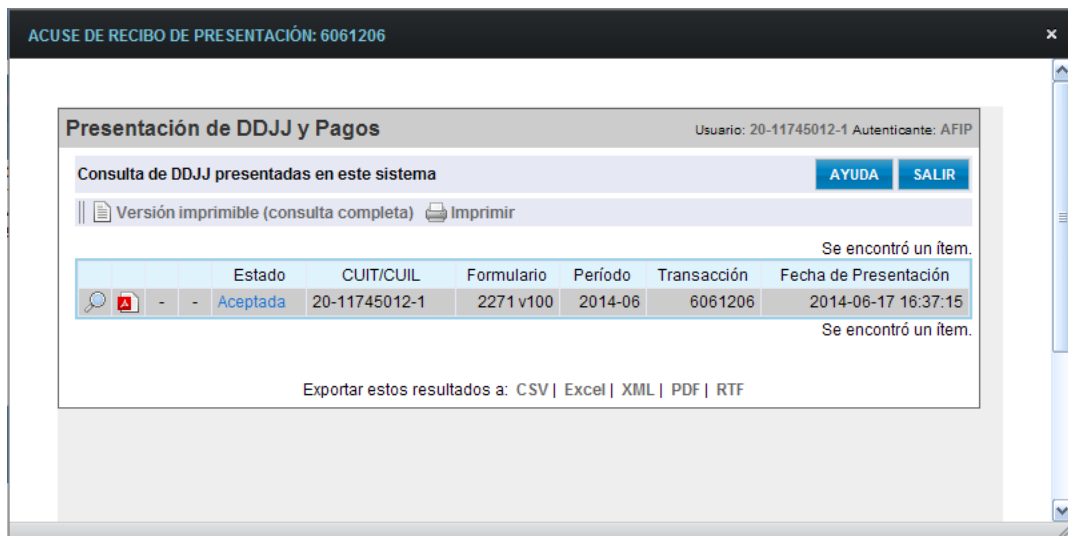 ACUSE DE RECIBO DE PRESENTACIÓN: 6061206
Presentación de DDJJ y Pagos Usuario: 20-11745012-1 Autenticante: AFIP
Consulta de DDJJ presentadas en este sistema AYUDA SALIR
Versión imprimible (consulta completa) Imprimir
Se encontró un ítem.
Estado CUIT/CUIL Formulario Período Transacción Fecha de Presentación
- - Aceptada 20-11745012-1 2271 v100 2014-06 6061206 2014-06-17 16:37:15
Se encontró un ítem.
Exportar estos resultados a: CSV | Excel | XML | PDF | RTF